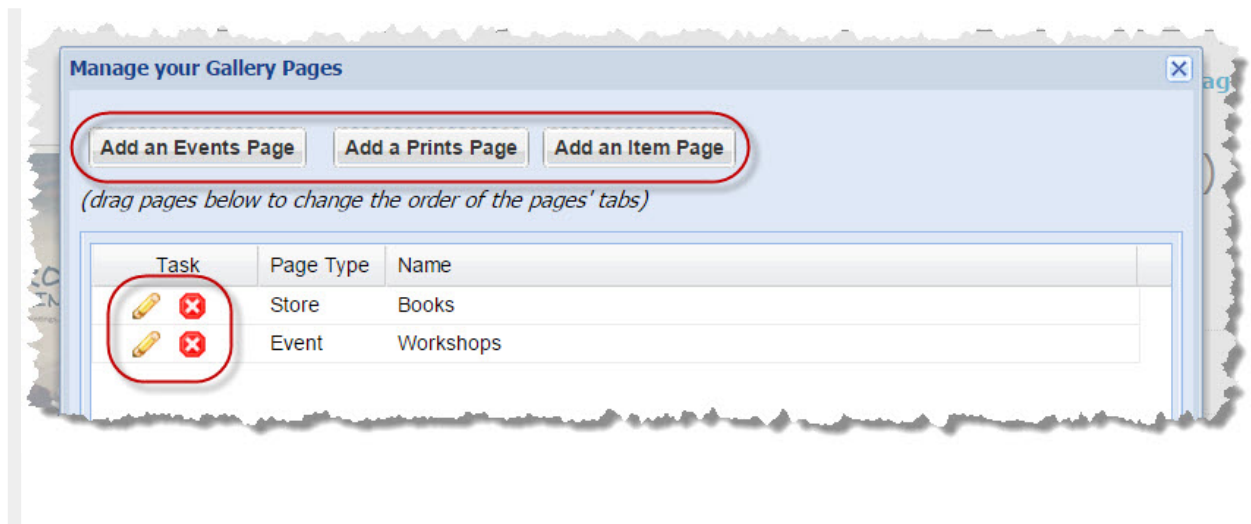 Manage your Gallery Pages
ag
Add an Events Page Add a Prints Page Add an Item Page
(drag pages below to change the order of the pages' tabs)
Task Page Type Name
Store Books
Event Workshops